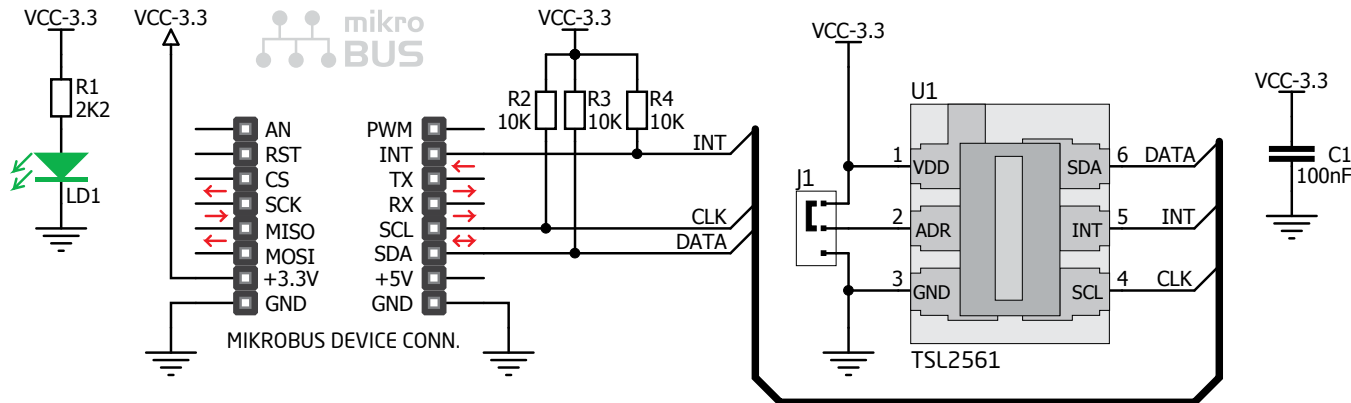 VCC-3.3
R1
2K2
LD1
VCC-3.3
mikro
BUS
AN
RST
CS
SCK
MISO
MOSI
+3.3V
GND
PWM
INT
TX
RX
SCL
SDA
+5V
GND
MIKROBUS DEVICE CONN.
VCC-3.3
R2
10K
R3
10K
R4
10K
INT
CLK
DATA
VCC-3.3
J1
U1
1 VDD
2 ADR
3 GND
SDA 6 DATA
INT 5 INT
SCL 4 CLK
TSL2561
VCC-3.3
C1
100nF